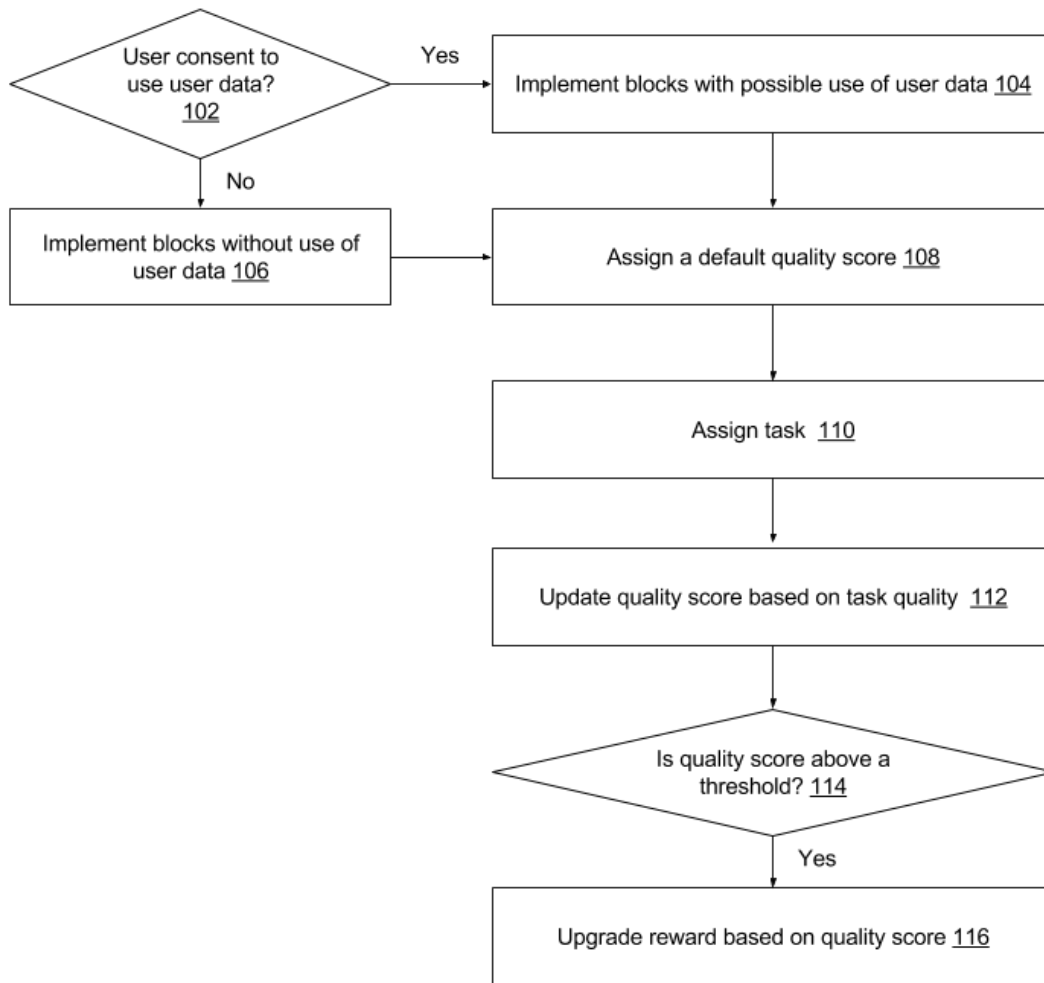 User consent to
use user data?
102
Yes
Implement blocks with possible use of user data 104
No
Implement blocks without use of
user data 106
Assign a default quality score 108
Assign task 110
Update quality score based on task quality 112
Is quality score above a
threshold? 114
Yes
Upgrade reward based on quality score 116